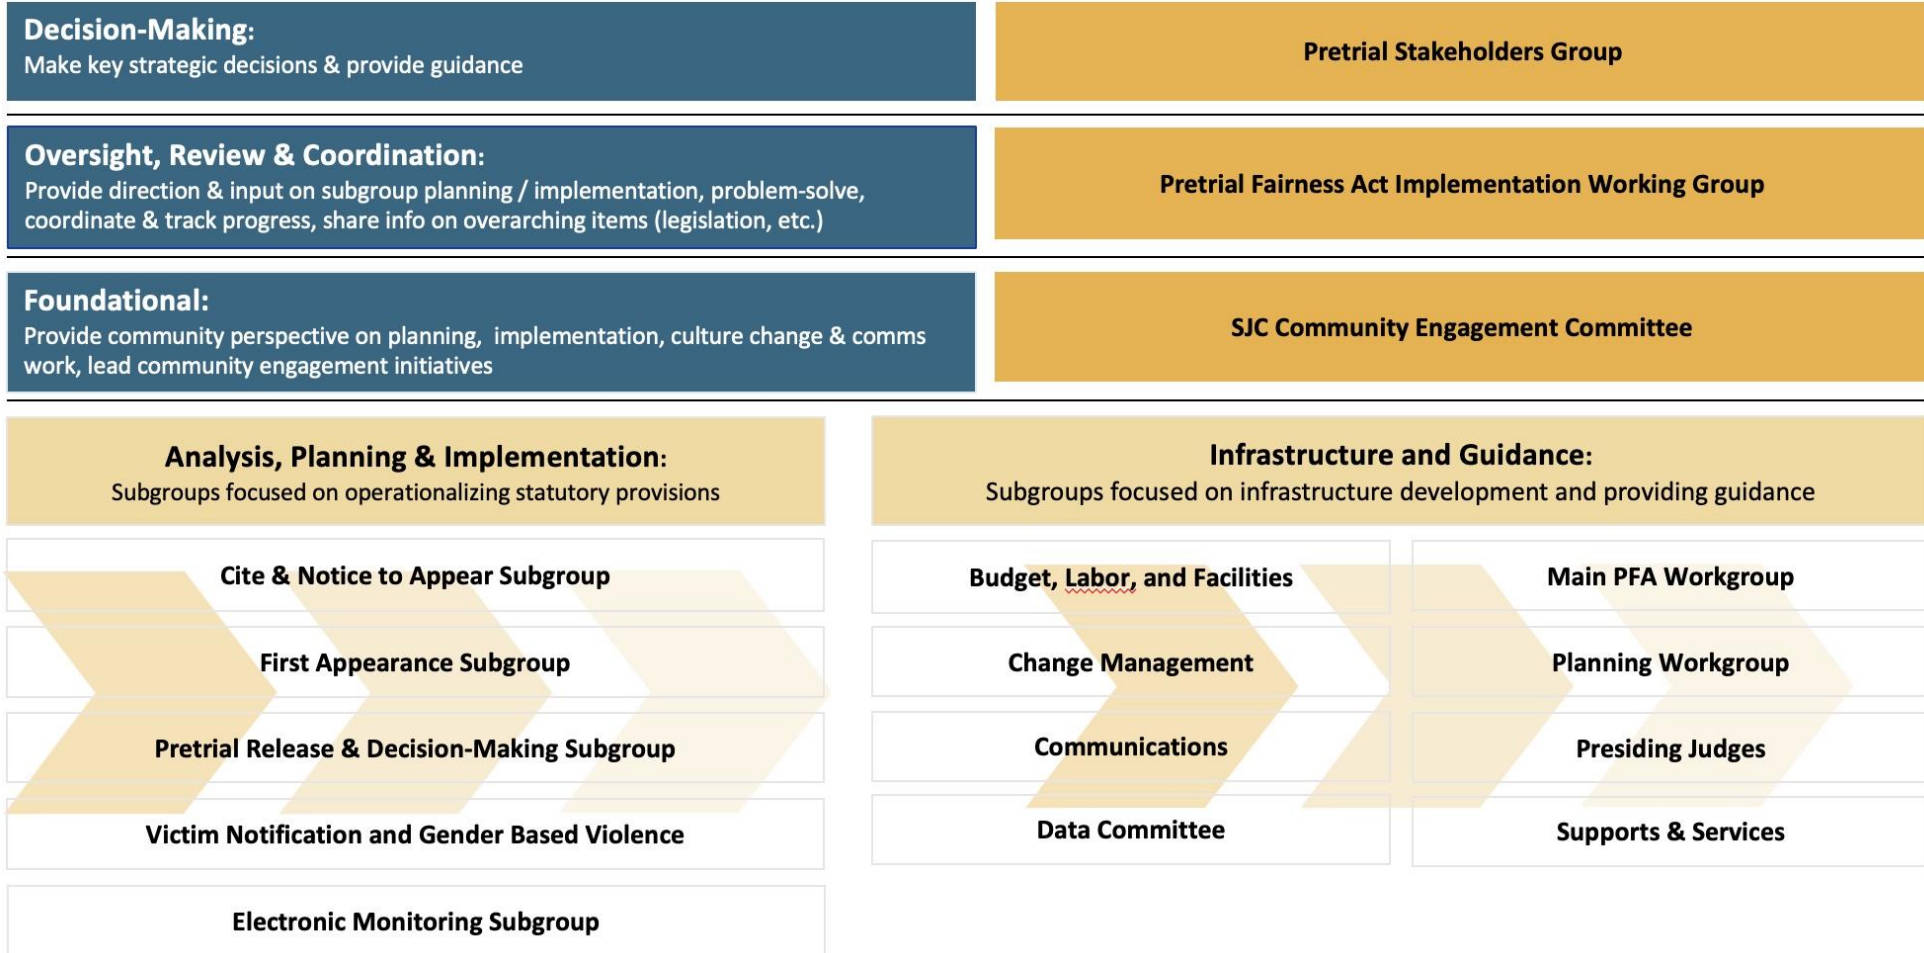 Decision-Making:
Make key strategic decisions & provide guidance
Pretrial Stakeholders Group
Oversight, Review & Coordination:
Provide direction & input on subgroup planning / implementation, problem-solve,
coordinate & track progress, share info on overarching items (legislation, etc.)
Pretrial Fairness Act Implementation Working Group
Foundational:
Provide community perspective on planning, implementation, culture change & comms
work, lead community engagement initiatives
SJC Community Engagement Committee
Analysis, Planning & Implementation:
Subgroups focused on operationalizing statutory provisions
Cite & Notice to Appear Subgroup
First Appearance Subgroup
Pretrial Release & Decision-Making Subgroup
Victim Notification and Gender Based Violence
Electronic Monitoring Subgroup
Infrastructure and Guidance:
Subgroups focused on infrastructure development and providing guidance
Budget, Labor, and Facilities
Change Management
Communications
Data Committee
Main PFA Workgroup
Planning Workgroup
Presiding Judges
Supports & Services